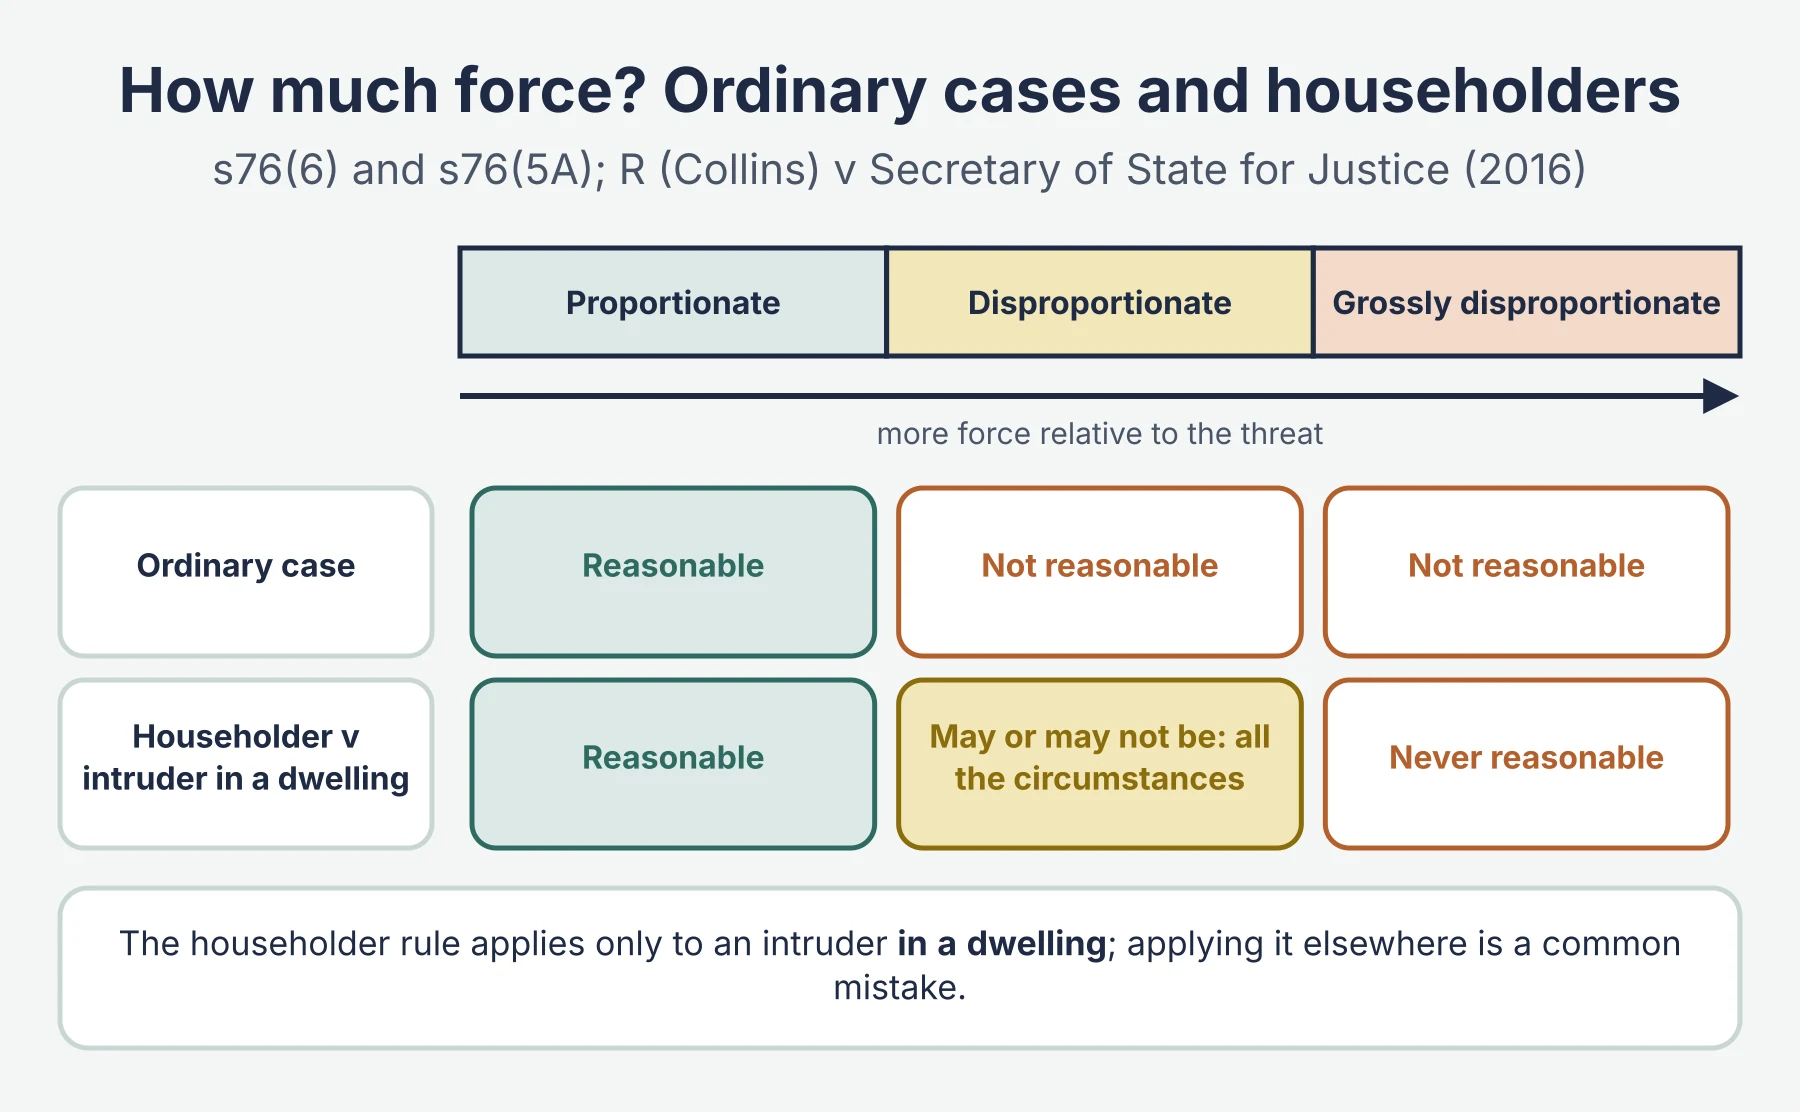 How much force? Ordinary cases and householders
s76(6) and s76(5A); R (Collins) v Secretary of State for Justice (2016)
Proportionate
Disproportionate
Grossly disproportionate
more force relative to the threat
Ordinary case
Reasonable
Not reasonable
Not reasonable
Householder v
intruder in a dwelling
Reasonable
May or may not be: all
the circumstances
Never reasonable
The householder rule applies only to an intruder in a dwelling; applying it elsewhere is a common
mistake.